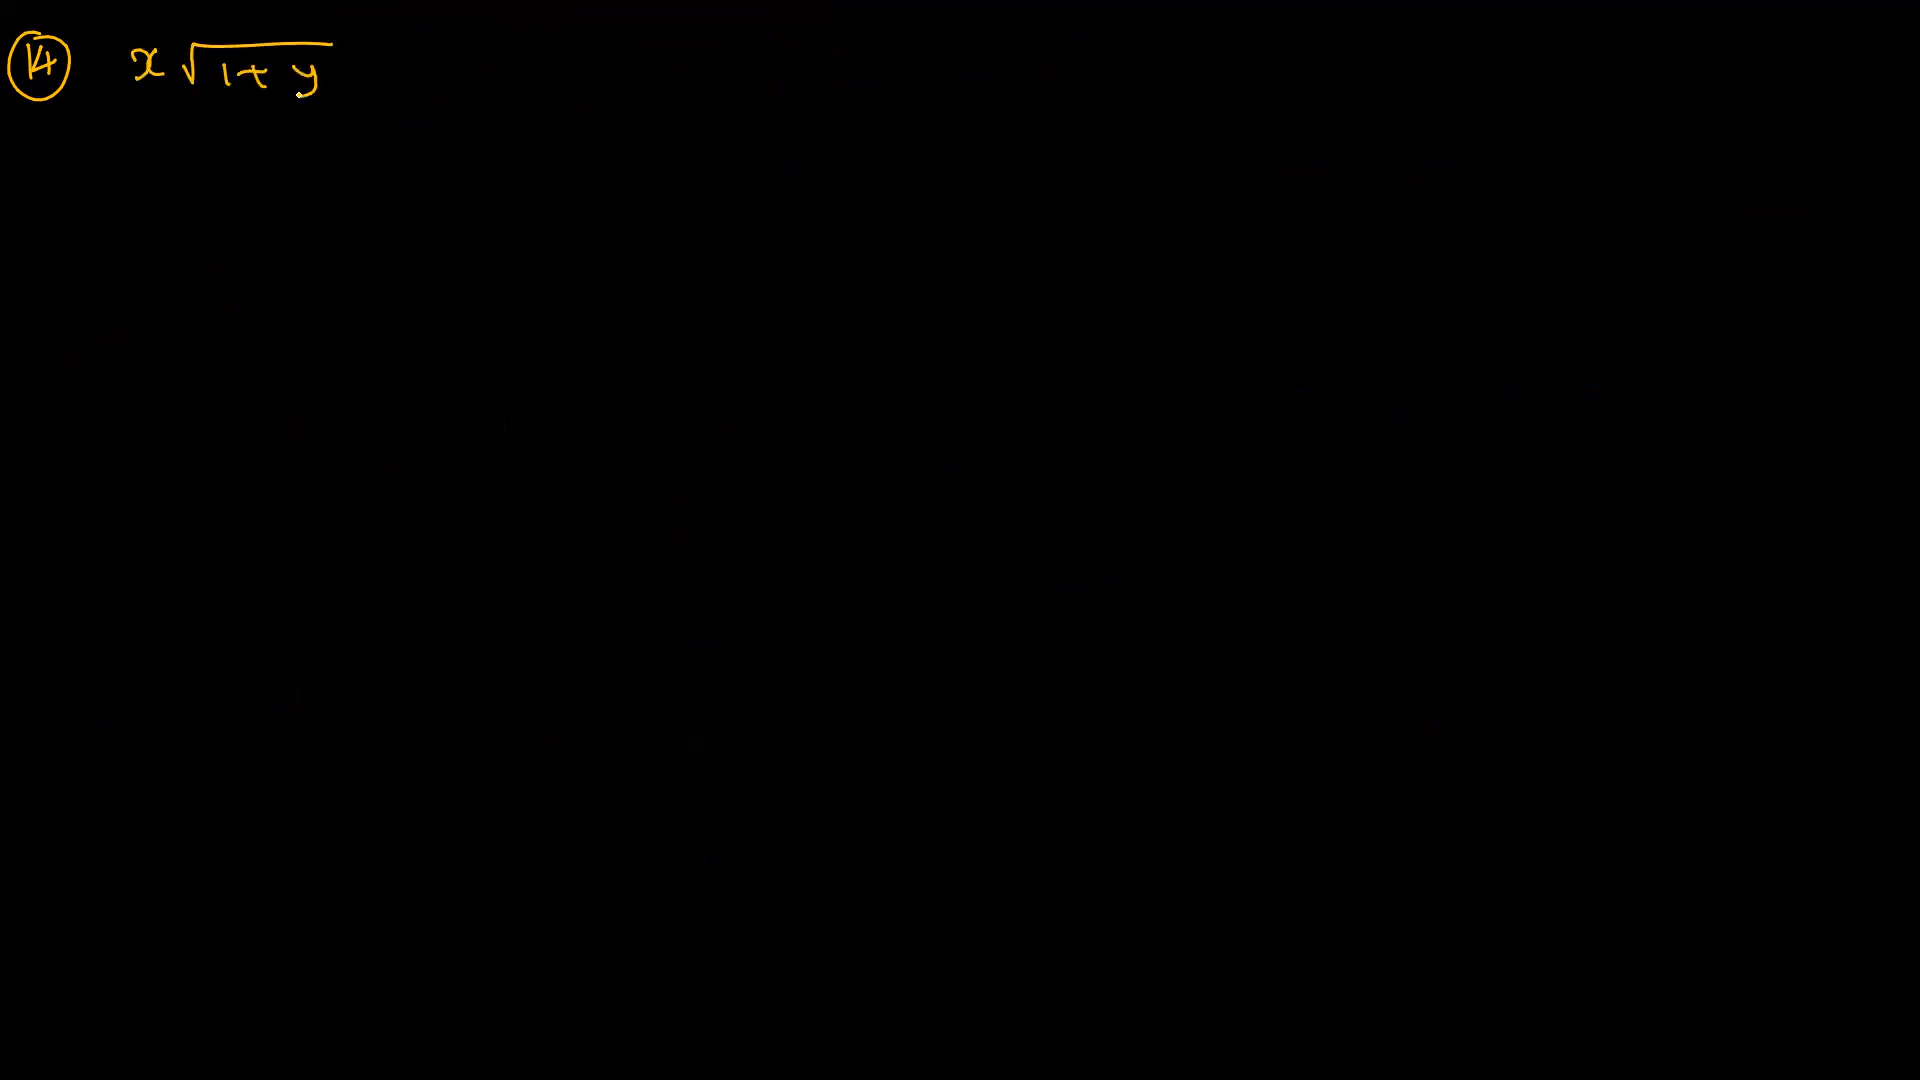 ⑭ x √(1+y)